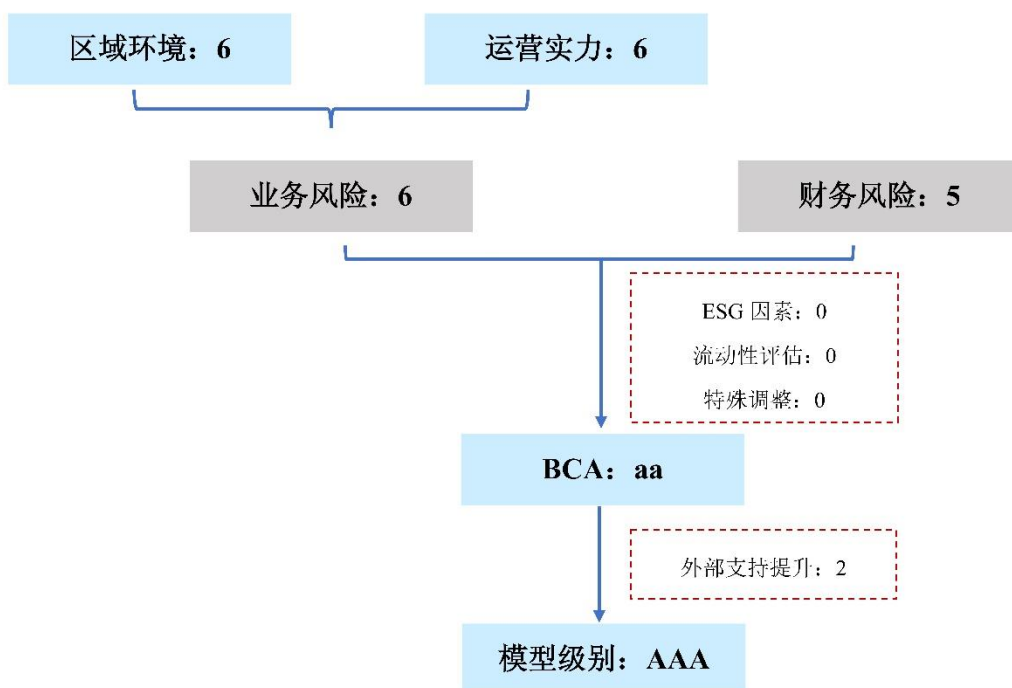 区域环境：6
运营实力：6
业务风险：6
财务风险：5
ESG 因素：0
流动性评估：0
特殊调整：0
BCA：aa
外部支持提升：2
模型级别：AAA